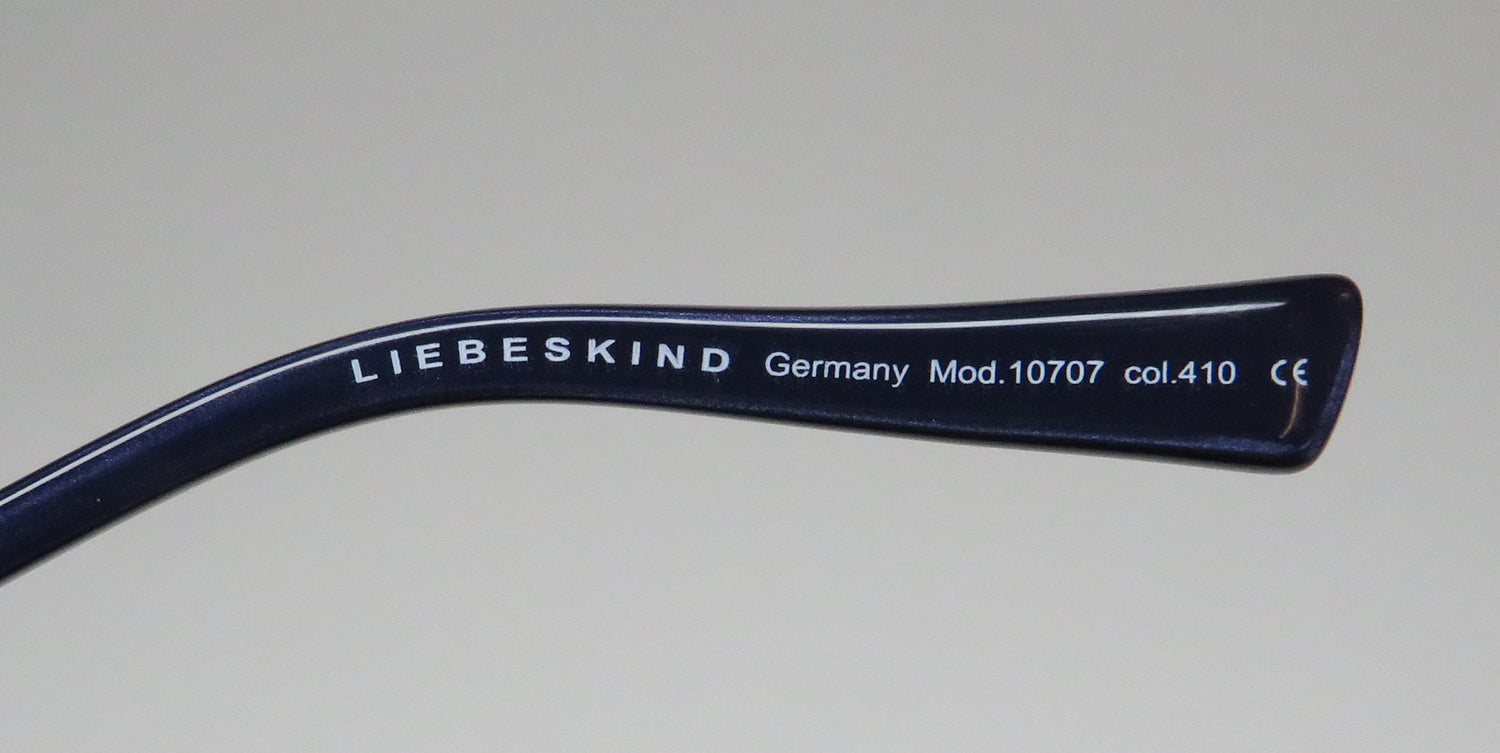 LIEBESKIND Germany Mod.10707 col.410 CE